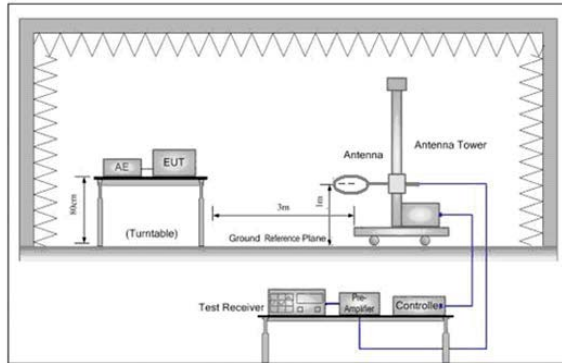 Antenna Tower
Antenna
AE
EUT
80cm
(Turntable)
3m
1m
Ground Reference Plane
Test Receiver
Pre-
Amplifier
Controller